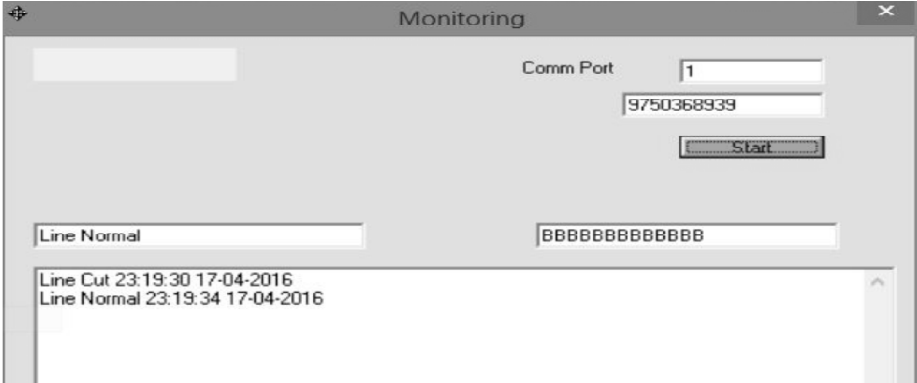 Monitoring
Comm Port
1
9750368939
Start
Line Normal
BBBBBBBBBBBBB
Line Cut 23:19:30 17-04-2016
Line Normal 23:19:34 17-04-2016